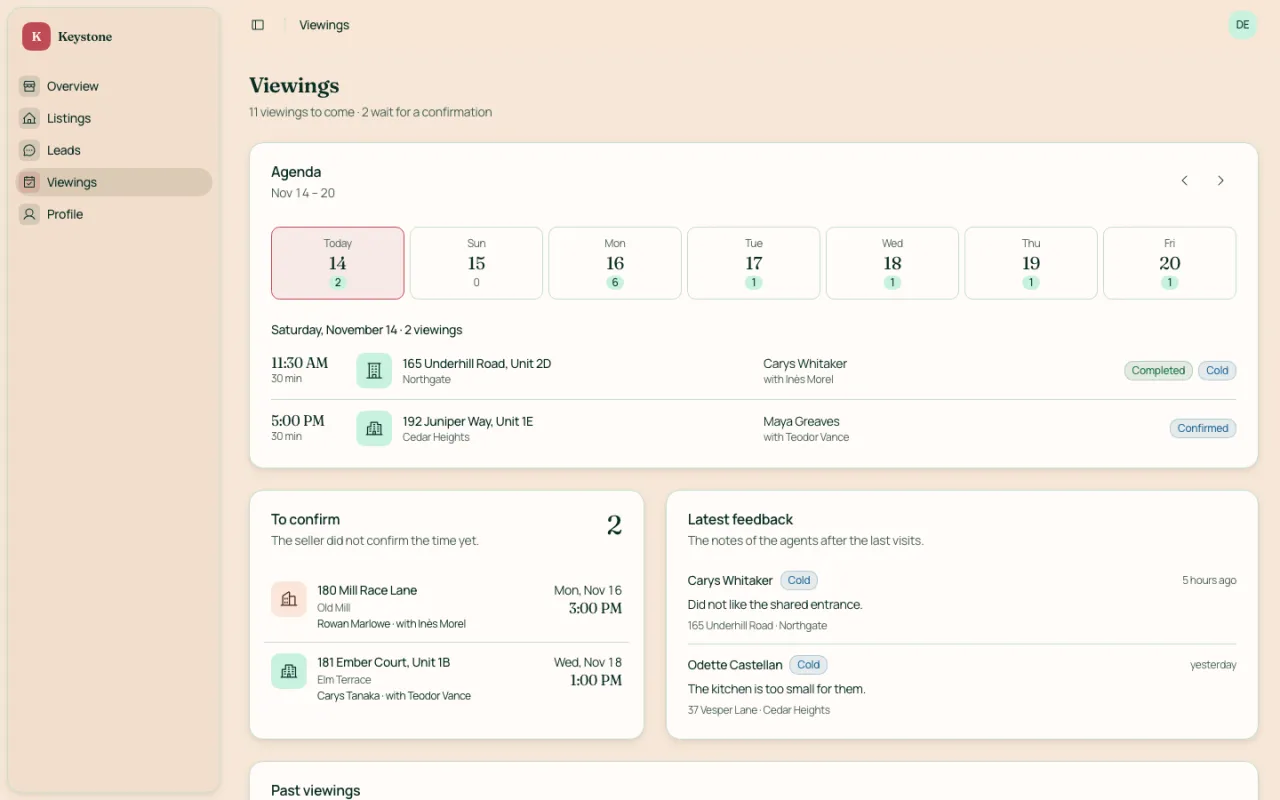 K Keystone
Overview
Listings
Leads
Viewings
Profile
Viewings
DE
Viewings
11 viewings to come · 2 wait for a confirmation
Agenda
Nov 14 – 20
Today
14
2
Sun
15
0
Mon
16
6
Tue
17
1
Wed
18
1
Thu
19
1
Fri
20
1
Saturday, November 14 · 2 viewings
11:30 AM
30 min
165 Underhill Road, Unit 2D
Northgate
Carys Whitaker
with Inès Morel
Completed
Cold
5:00 PM
30 min
192 Juniper Way, Unit 1E
Cedar Heights
Maya Greaves
with Teodor Vance
Confirmed
To confirm
The seller did not confirm the time yet.
2
180 Mill Race Lane
Old Mill
Rowan Marlowe · with Inès Morel
Mon, Nov 16
3:00 PM
181 Ember Court, Unit 1B
Elm Terrace
Carys Tanaka · with Teodor Vance
Wed, Nov 18
1:00 PM
Latest feedback
The notes of the agents after the last visits.
Carys Whitaker Cold 5 hours ago
Did not like the shared entrance.
165 Underhill Road · Northgate
Odette Castellan Cold yesterday
The kitchen is too small for them.
37 Vesper Lane · Cedar Heights
Past viewings